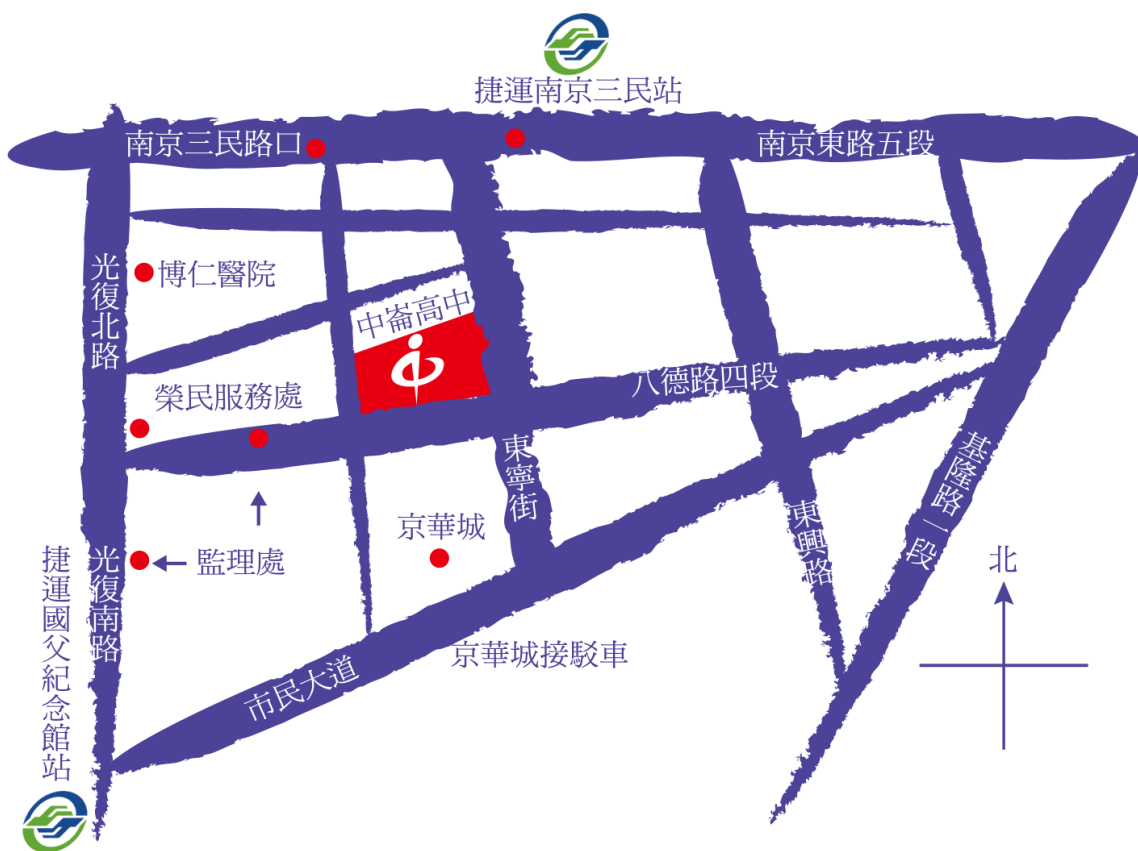 捷運南京三民站
南京三民路口
南京東路五段
光復北路
博仁醫院
中崙高中
榮民服務處
八德路四段
東寧街
基隆路一段
京華城
東興路
監理處
光復南路
捷運國父紀念館站
北
京華城接駁車
市民大道